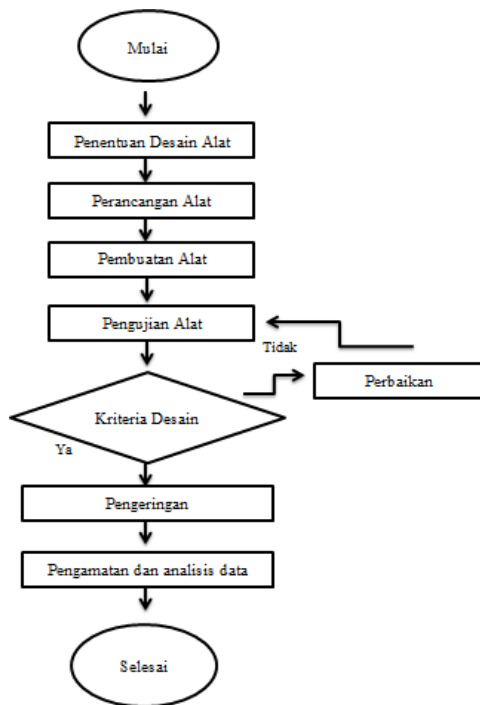 Mulai
Penentuan Desain Alat
Perancangan Alat
Pembuatan Alat
Pengujian Alat
Tidak
Perbaikan
Kriteria Desain
Ya
Pengeringan
Pengamatan dan analisis data
Selesai